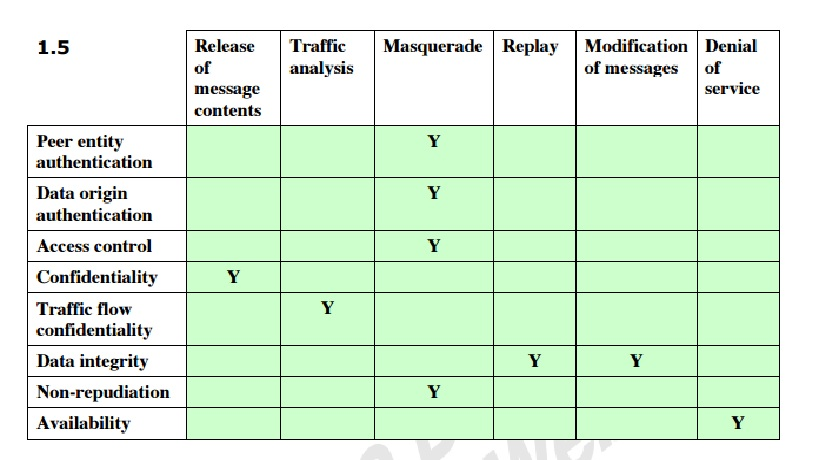 1.5
Release Traffic Masquerade Replay Modification Denial
of analysis of messages of
message service
contents
Peer entity Y
authentication
Data origin Y
authentication
Access control Y
Confidentiality Y
Traffic flow Y
confidentiality
Data integrity Y Y
Non-repudiation Y
Availability Y